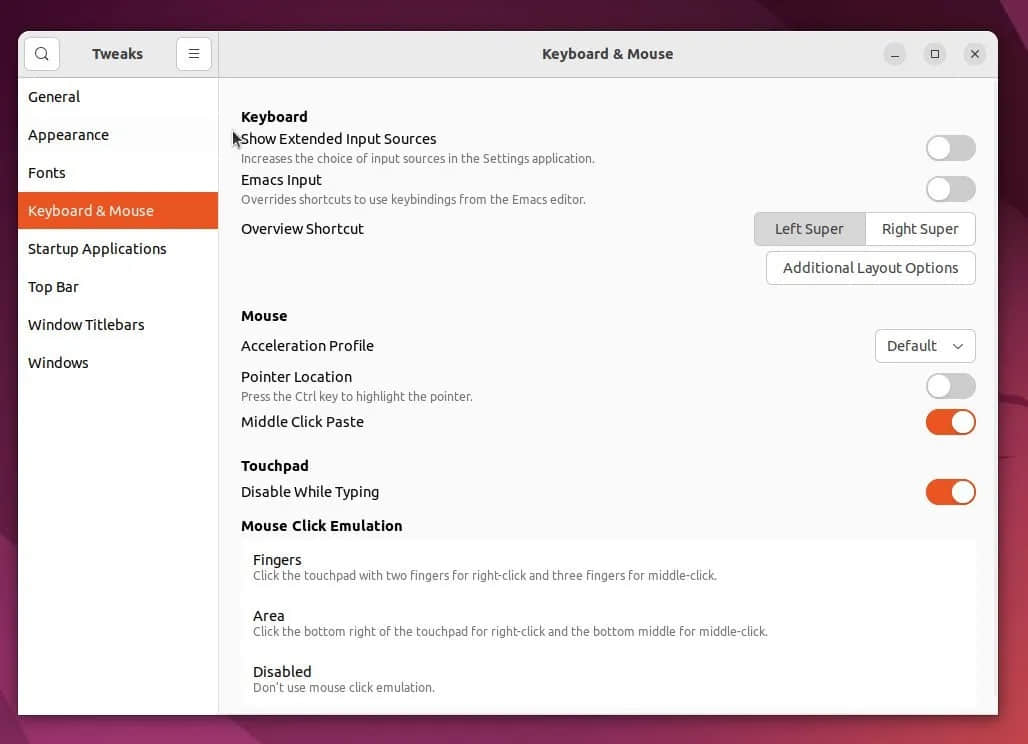 Tweaks
Keyboard & Mouse
General
Appearance
Fonts
Keyboard & Mouse
Startup Applications
Top Bar
Window Titlebars
Windows
Keyboard
Show Extended Input Sources
Increases the choice of input sources in the Settings application.
Emacs Input
Overrides shortcuts to use keybindings from the Emacs editor.
Overview Shortcut
Left Super
Right Super
Additional Layout Options
Mouse
Acceleration Profile
Default
Pointer Location
Press the Ctrl key to highlight the pointer.
Middle Click Paste
Touchpad
Disable While Typing
Mouse Click Emulation
Fingers
Click the touchpad with two fingers for right-click and three fingers for middle-click.
Area
Click the bottom right of the touchpad for right-click and the bottom middle for middle-click.
Disabled
Don't use mouse click emulation.